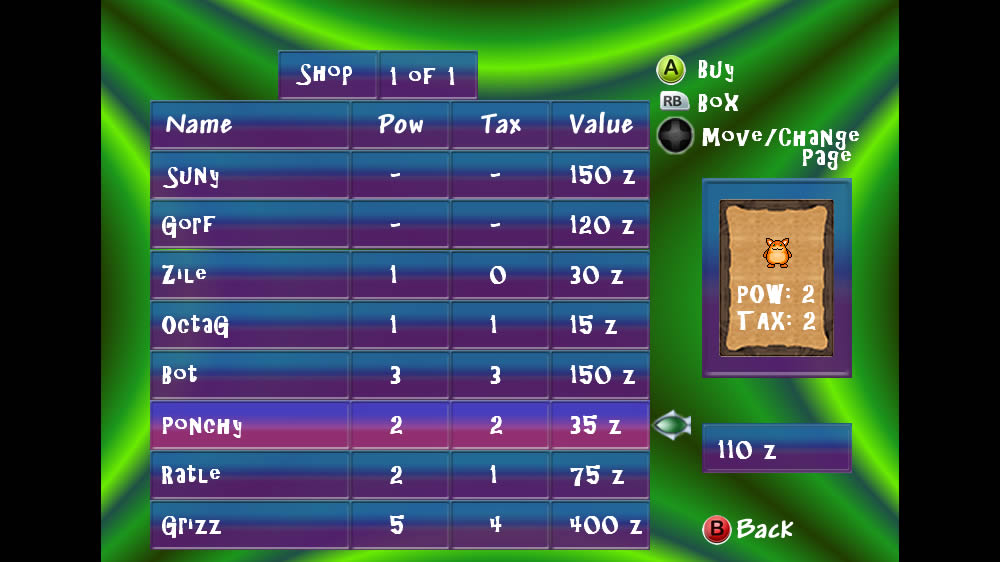 Shop 1 of 1
Name Pow Tax Value
Suny - - 150 z
Gorf - - 120 z
Zile 1 0 30 z
Octag 1 1 15 z
Bot 3 3 150 z
Ponchy 2 2 35 z
Ratle 2 1 75 z
Grizz 5 4 400 z
A Buy
RB Box
Move/Change
Page
POW: 2
TAX: 2
110 z
B Back